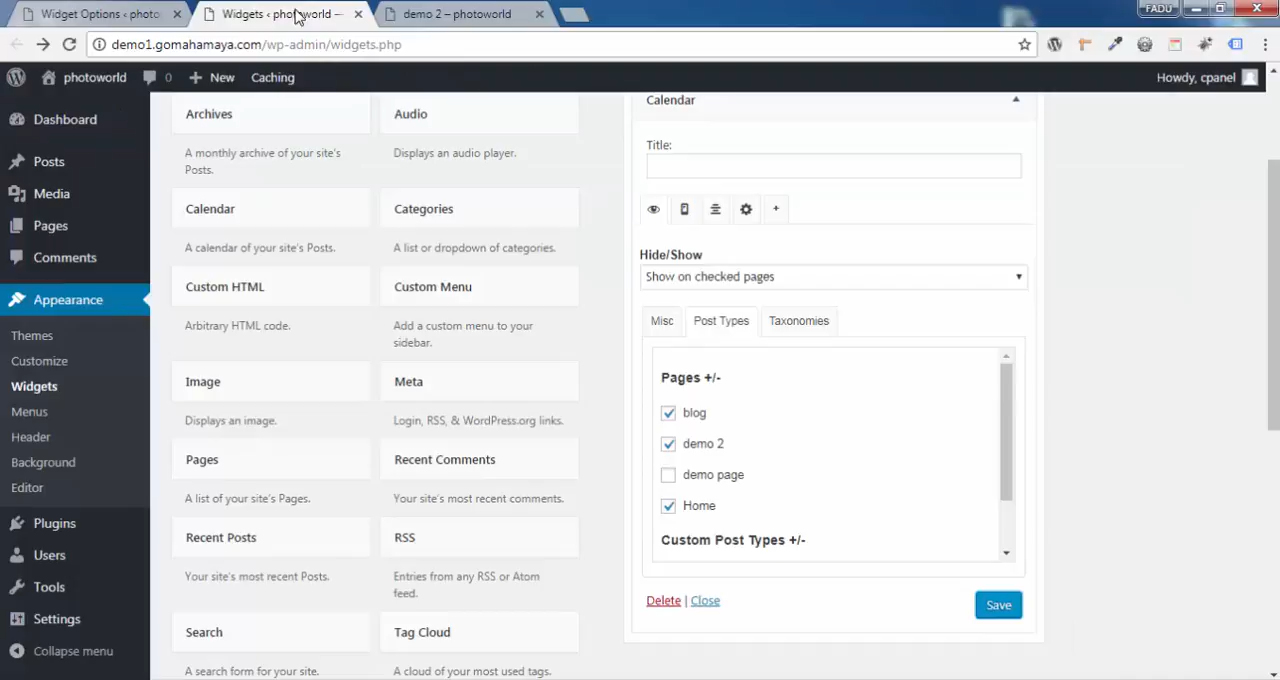 Widget Options ‹ photo
Widgets ‹ photoworld —
demo 2 – photoworld
FADU
demo1.gomahamaya.com/wp-admin/widgets.php
photoworld
0
New
Caching
Howdy, cpanel
Dashboard
Posts
Media
Pages
Comments
Appearance
Themes
Customize
Widgets
Menus
Header
Background
Editor
Plugins
Users
Tools
Settings
Collapse menu
Archives
A monthly archive of your site's
Posts.
Audio
Displays an audio player.
Calendar
A calendar of your site's Posts.
Categories
A list or dropdown of categories.
Custom HTML
Arbitrary HTML code.
Custom Menu
Add a custom menu to your
sidebar.
Image
Displays an image.
Meta
Login, RSS, & WordPress.org links.
Pages
A list of your site's Pages.
Recent Comments
Your site's most recent comments.
Recent Posts
Your site's most recent Posts.
RSS
Entries from any RSS or Atom
feed.
Search
A search form for your site.
Tag Cloud
A cloud of your most used tags.
Calendar
Title:
+
Hide/Show
Show on checked pages
Misc
Post Types
Taxonomies
Pages +/-
blog
demo 2
demo page
Home
Custom Post Types +/-
Delete | Close
Save